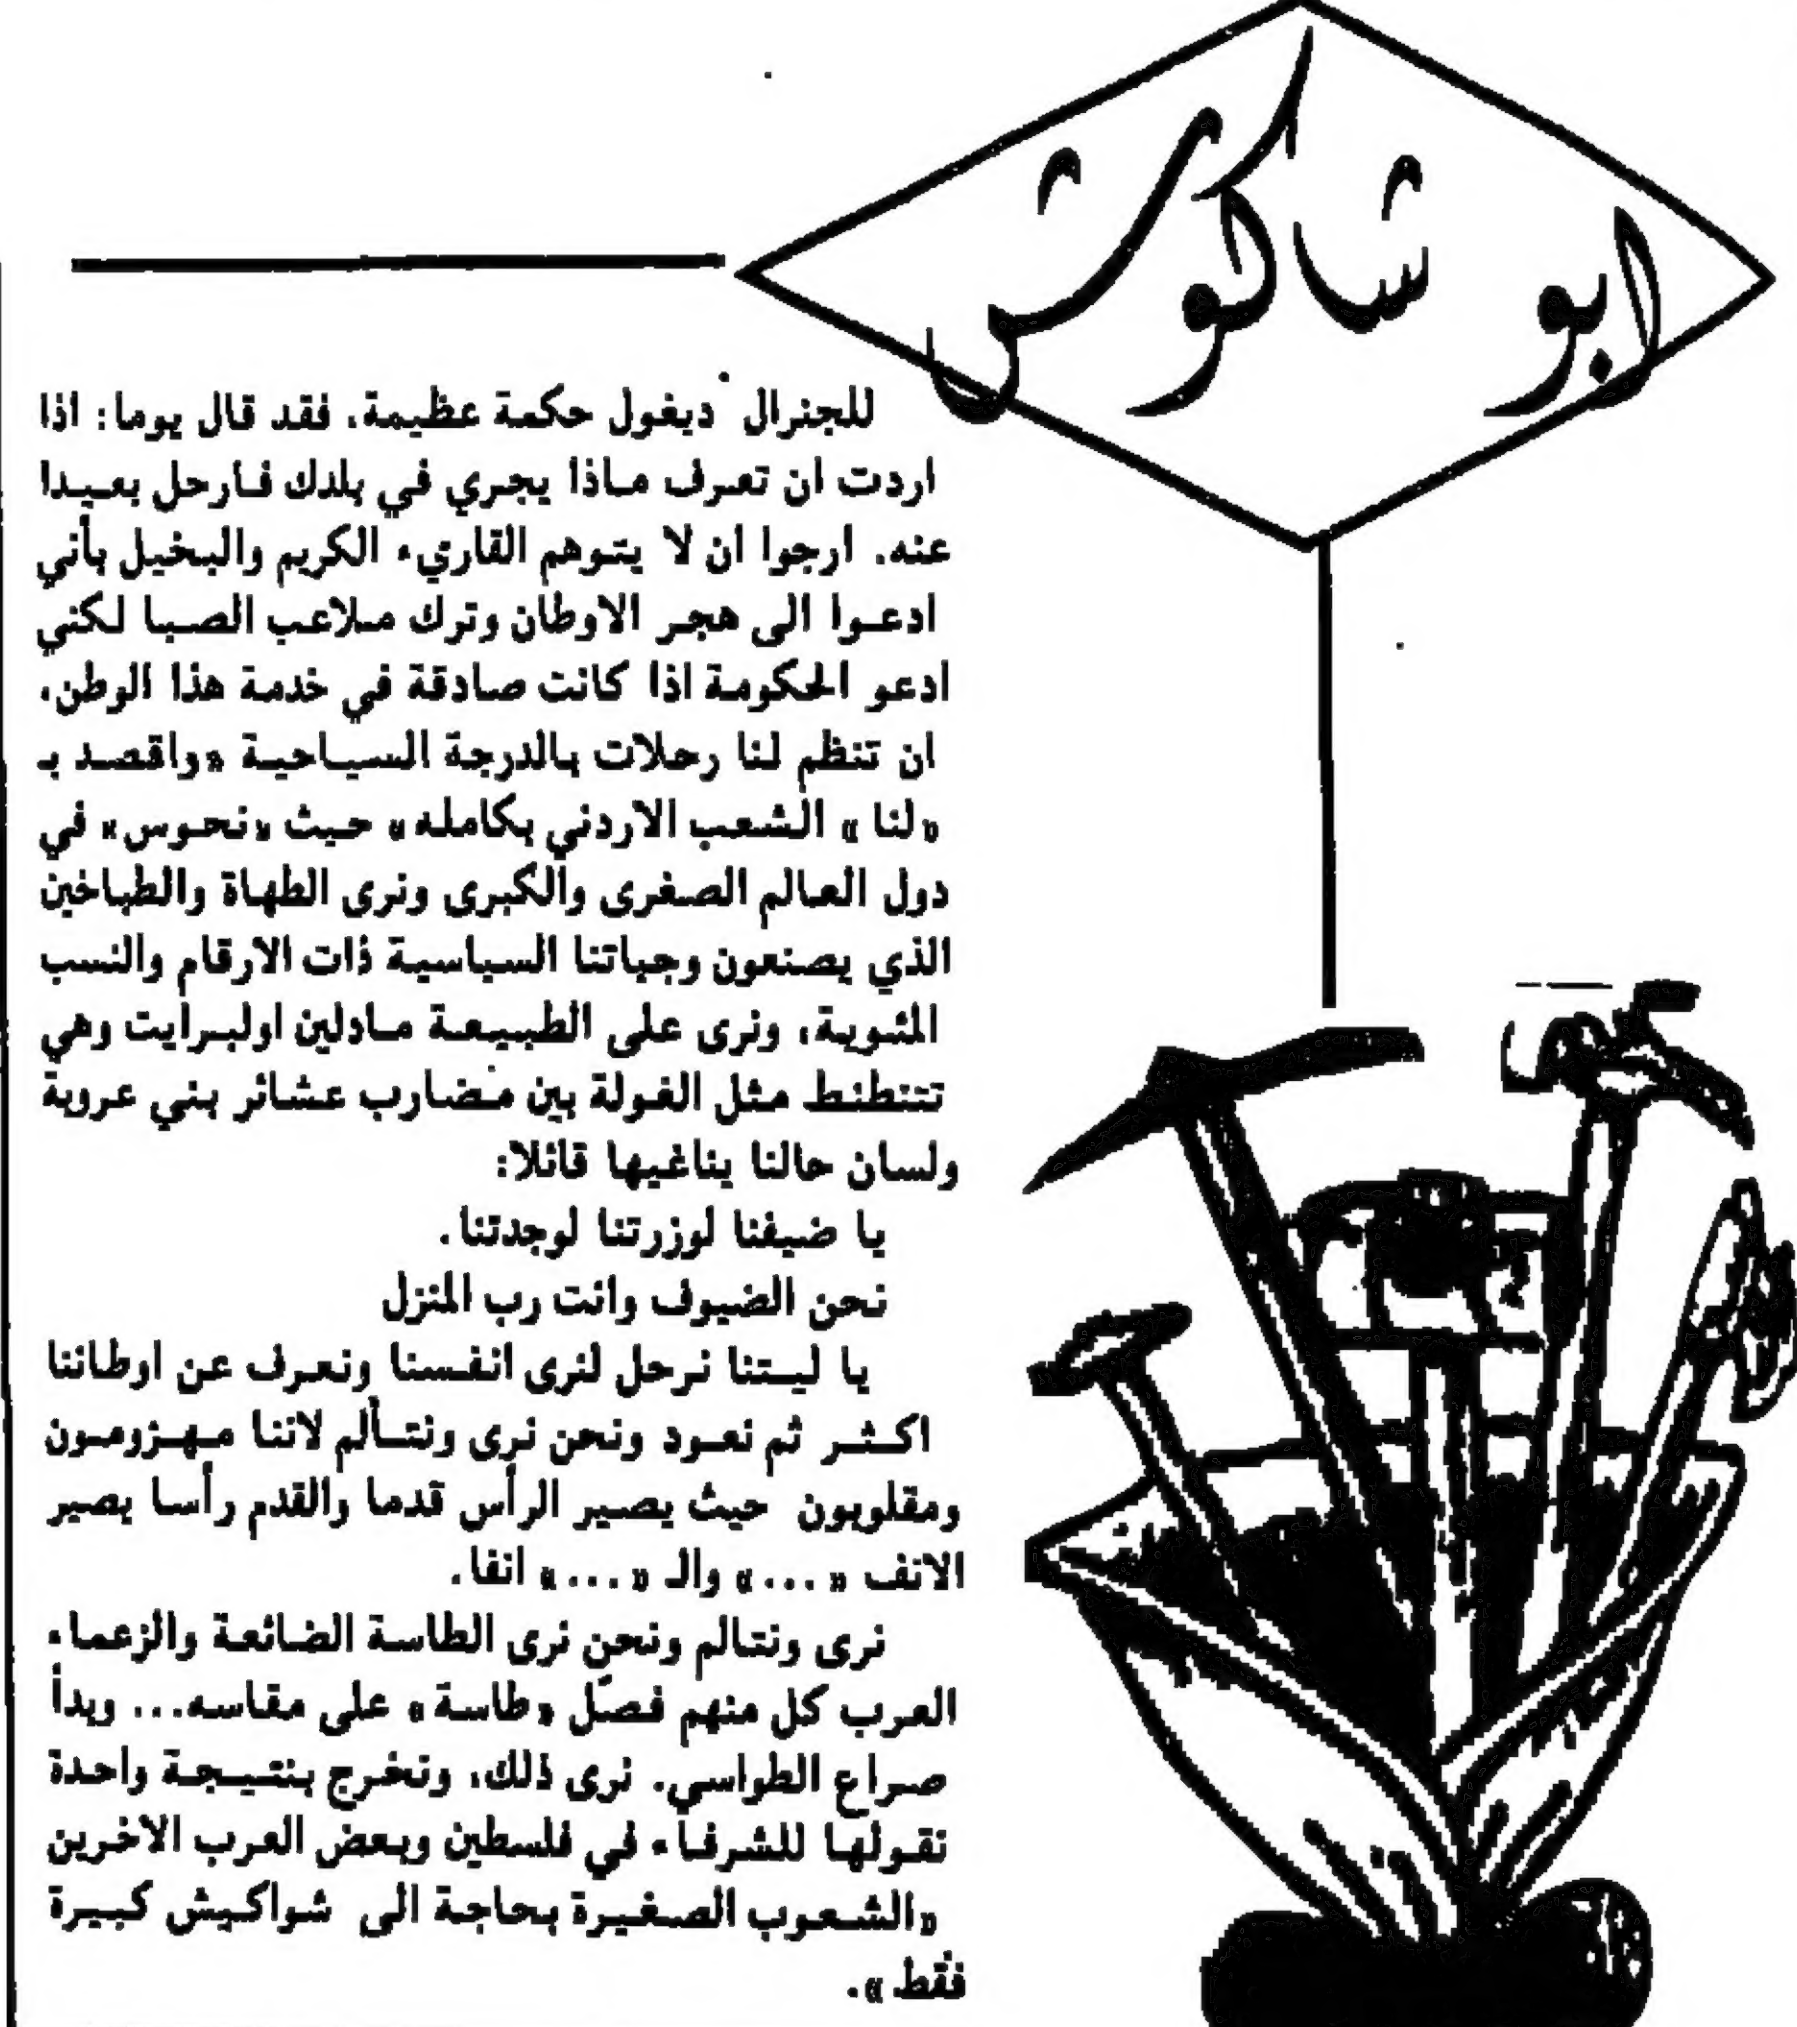 ابو شاكوش
للجنرال ديغول حكمة عظيمة، فقد قال يوما: اذا
اردت ان تعرف ماذا يجري في بلدك فارحل بعيدا
عنه. ارجوا ان لا يتوهم القاريء الكريم والبخيل بأني
ادعوا الى هجر الاوطان وترك ملاعب الصبا لكني
ادعو الحكومة اذا كانت صادقة في خدمة هذا الوطن،
ان تنظم لنا رحلات بالدرجة السياحية «واقصد بـ
«لنا» الشعب الاردني بكامله» حيث «نحوس» في
دول العالم الصغرى والكبرى ونرى الطهاة والطباخين
الذي يصنعون وجباتنا السياسية ذات الارقام والنسب
المئوية، ونرى على الطبيعة مادلين اولبرايت وهي
تتنطنط مثل الغولة بين مضارب عشائر بني عروبة
ولسان حالنا يناغيها قائلا:
يا ضيفنا لوزرتنا لوجدتنا.
نحن الضيوف وانت رب المنزل
يا ليتنا نرحل لنرى انفسنا ونعرف عن اوطاننا
اكثر ثم نعود ونحن نرى ونتألم لاننا مهزومون
ومقلوبون حيث يصير الرأس قدما والقدم رأسا يصير
الانف «...» والـ «...» انفا.
نرى ونتالم ونحن نرى الطاسة الضائعة والزعماء
العرب كل منهم فصّل «طاسة» على مقاسه... وبدأ
صراع الطواسي. نرى ذلك، ونخرج بنتيجة واحدة
نقولها للشرفاء في فلسطين وبعض العرب الاخرين
«الشعوب الصغيرة بحاجة الى شواكيش كبيرة
فقط».